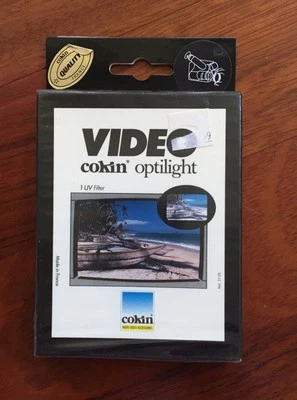 cokin
QUALITY
VIDEO
cokin® optilight
1 UV filter
Made in France
cokin